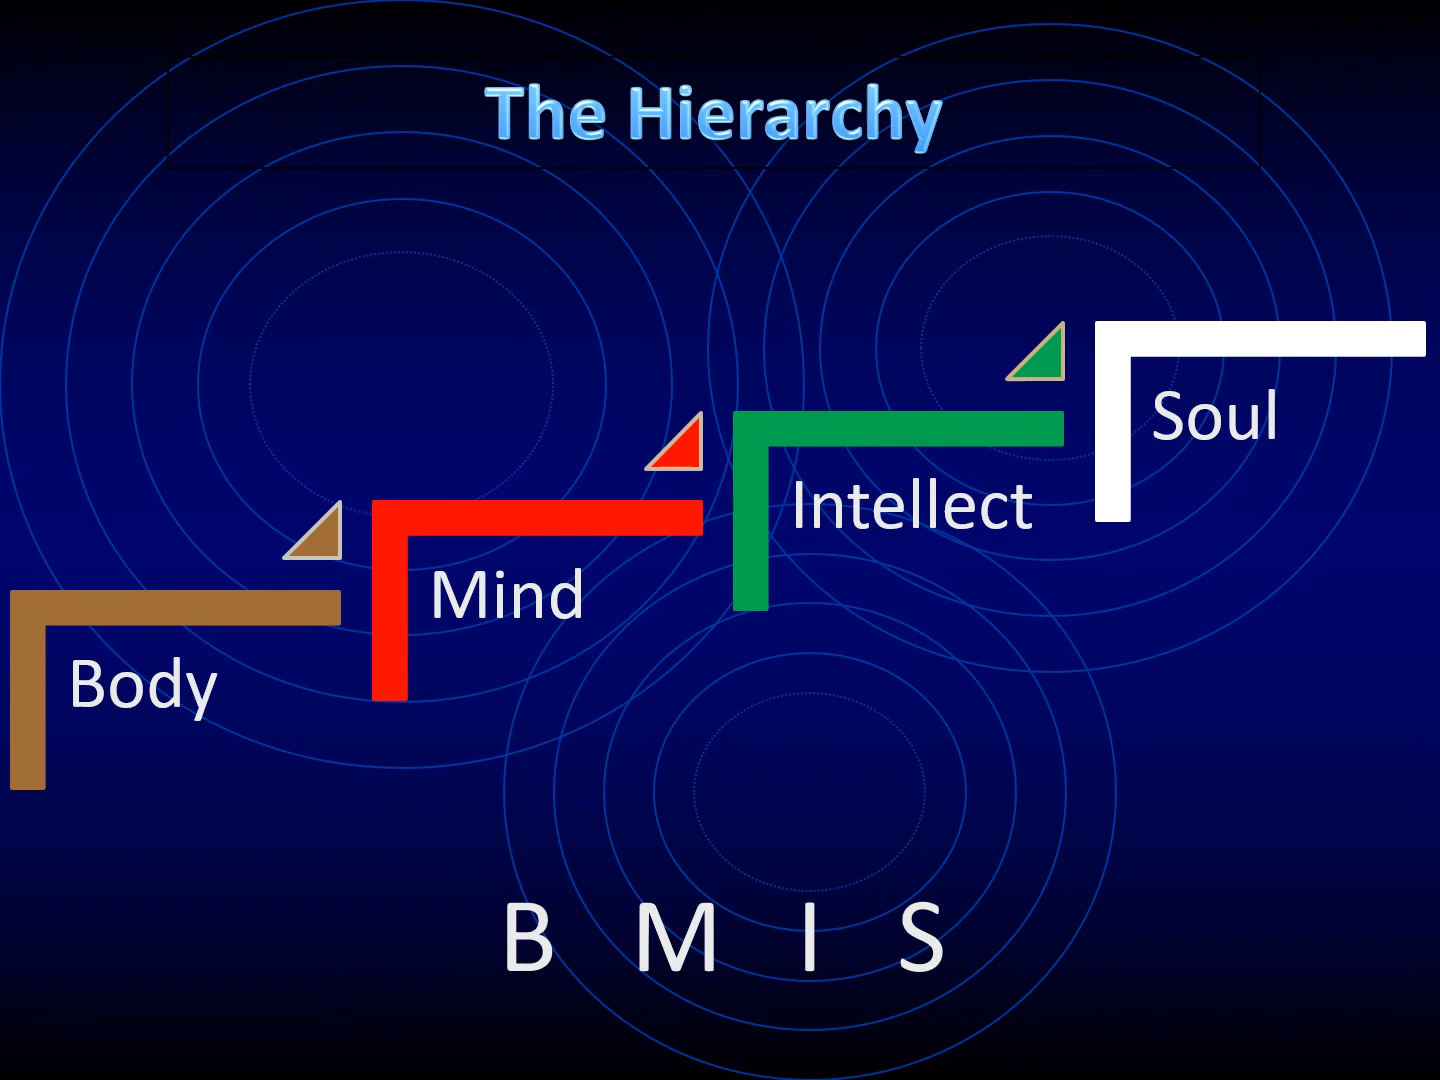 The Hierarchy
Body
Mind
Intellect
Soul
B M I S